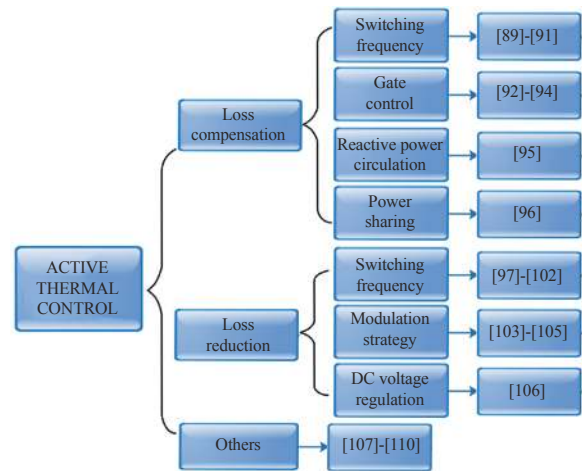 ACTIVE
THERMAL
CONTROL
Loss
compensation
Switching
frequency
[89]-[91]
Gate
control
[92]-[94]
Reactive power
circulation
[95]
Power
sharing
[96]
Loss
reduction
Switching
frequency
[97]-[102]
Modulation
strategy
[103]-[105]
DC voltage
regulation
[106]
Others
[107]-[110]